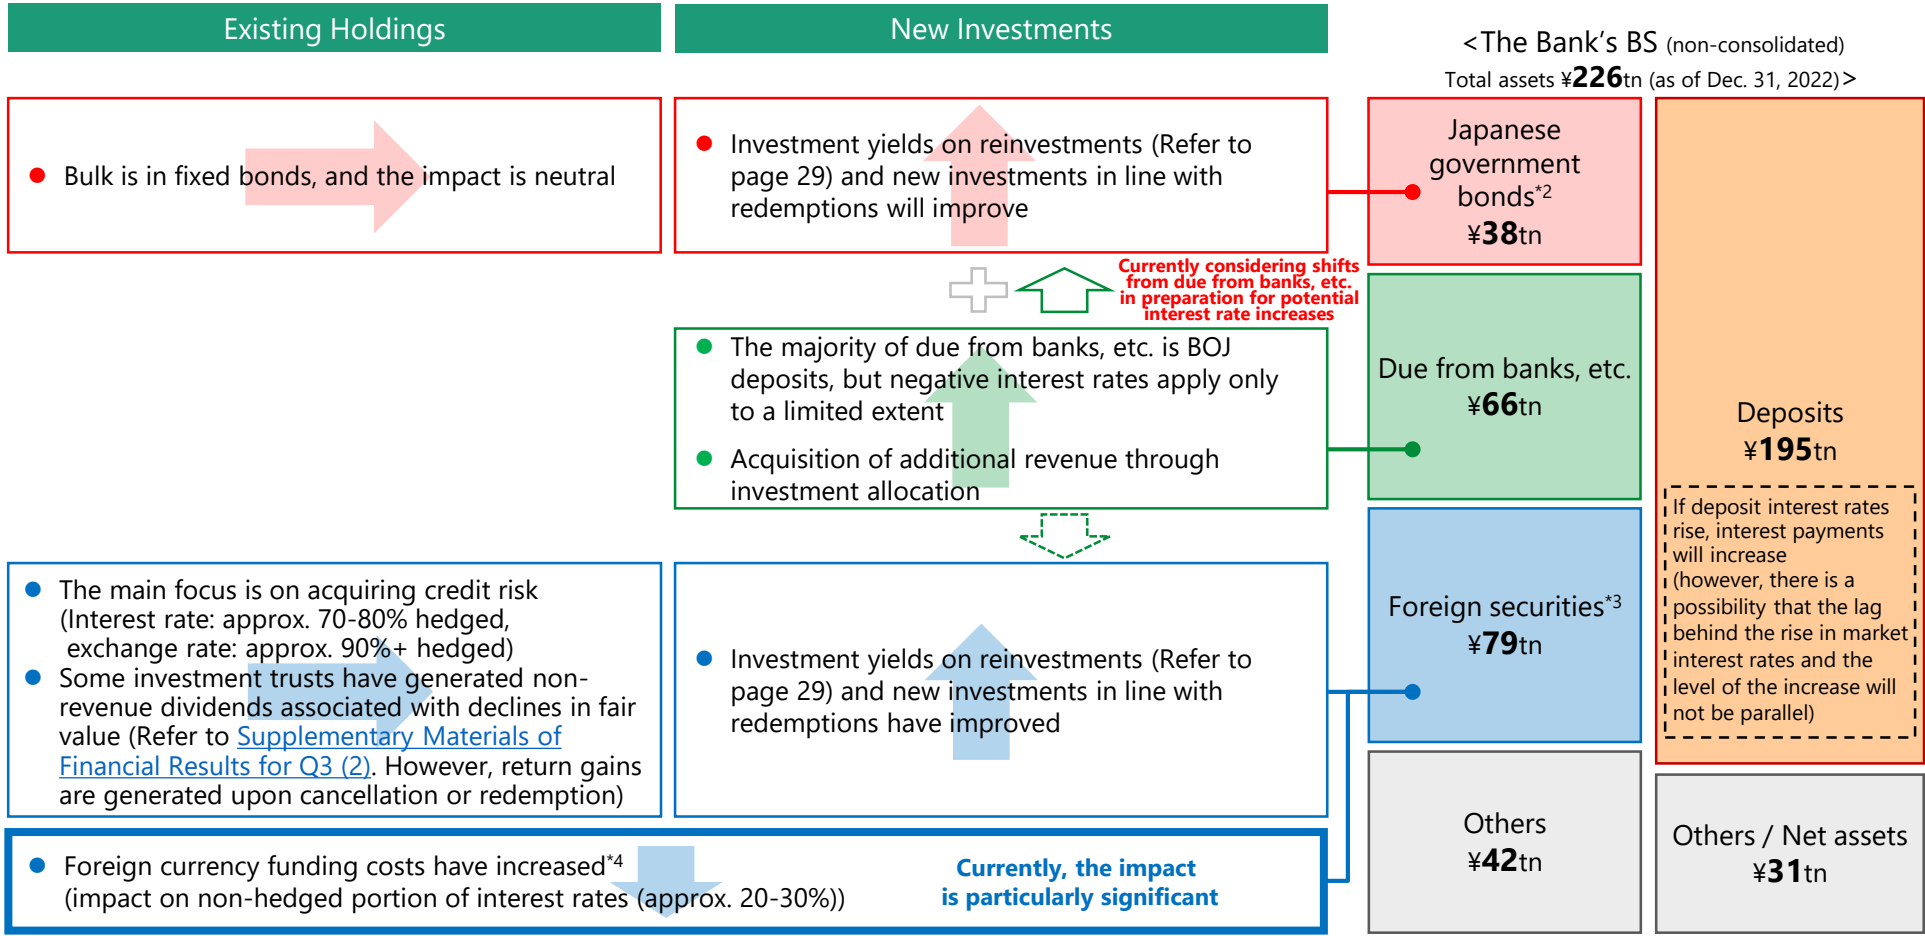 Existing Holdings
New Investments
<The Bank's BS (non-consolidated)
Total assets ¥226tn (as of Dec. 31, 2022)>
● Bulk is in fixed bonds, and the impact is neutral
● Investment yields on reinvestments (Refer to
page 29) and new investments in line with
redemptions will improve
Japanese
government
bonds*2
¥38tn
Currently considering shifts
from due from banks, etc.
in preparation for potential
interest rate increases
● The majority of due from banks, etc. is BOJ
deposits, but negative interest rates apply only
to a limited extent
● Acquisition of additional revenue through
investment allocation
Due from banks, etc.
¥66tn
Deposits
¥195tn
If deposit interest rates
rise, interest payments
will increase
(however, there is a
possibility that the lag
behind the rise in market
interest rates and the
level of the increase will
not be parallel)
● The main focus is on acquiring credit risk
(Interest rate: approx. 70-80% hedged,
exchange rate: approx. 90%+ hedged)
● Some investment trusts have generated non-
revenue dividends associated with declines in fair
value (Refer to Supplementary Materials of
Financial Results for Q3 (2). However, return gains
are generated upon cancellation or redemption)
● Investment yields on reinvestments (Refer to
page 29) and new investments in line with
redemptions have improved
Foreign securities*3
¥79tn
● Foreign currency funding costs have increased*4
(impact on non-hedged portion of interest rates (approx. 20-30%))
Currently, the impact
is particularly significant
Others
¥42tn
Others / Net assets
¥31tn